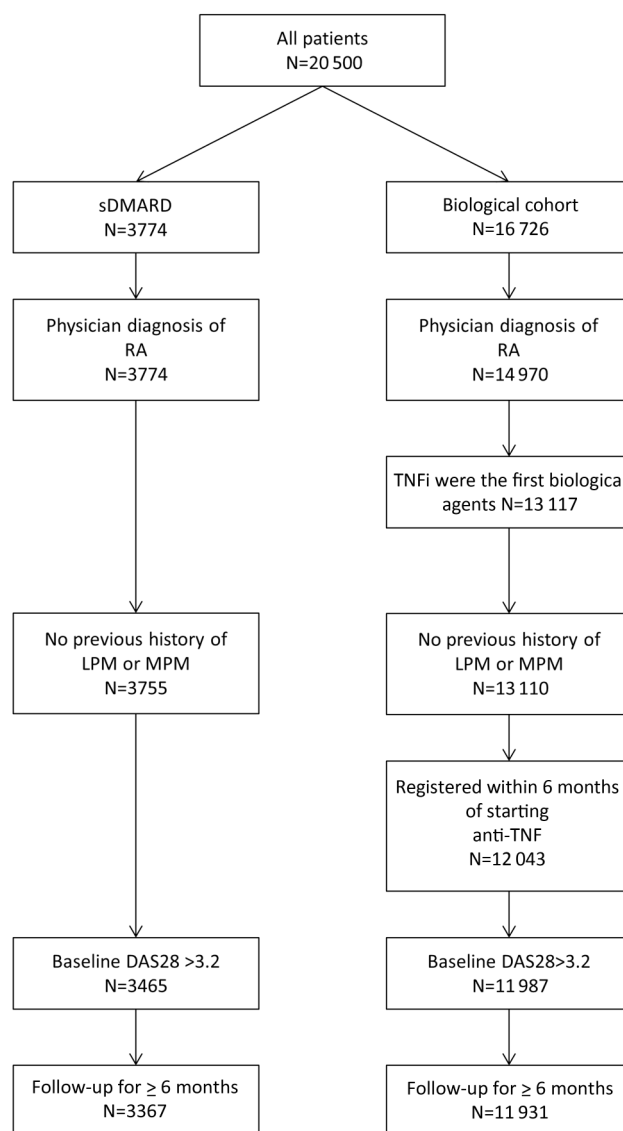 All patients
N=20 500
sDMARD
N=3774
Biological cohort
N=16 726
Physician diagnosis of
RA
N=3774
Physician diagnosis of
RA
N=14 970
TNFi were the first biological
agents N=13 117
No previous history of
LPM or MPM
N=3755
No previous history of
LPM or MPM
N=13 110
Registered within 6 months
of starting
anti-TNF
N=12 043
Baseline DAS28 >3.2
N=3465
Baseline DAS28>3.2
N=11 987
Follow-up for ≥ 6 months
N=3367
Follow-up for ≥ 6 months
N=11 931